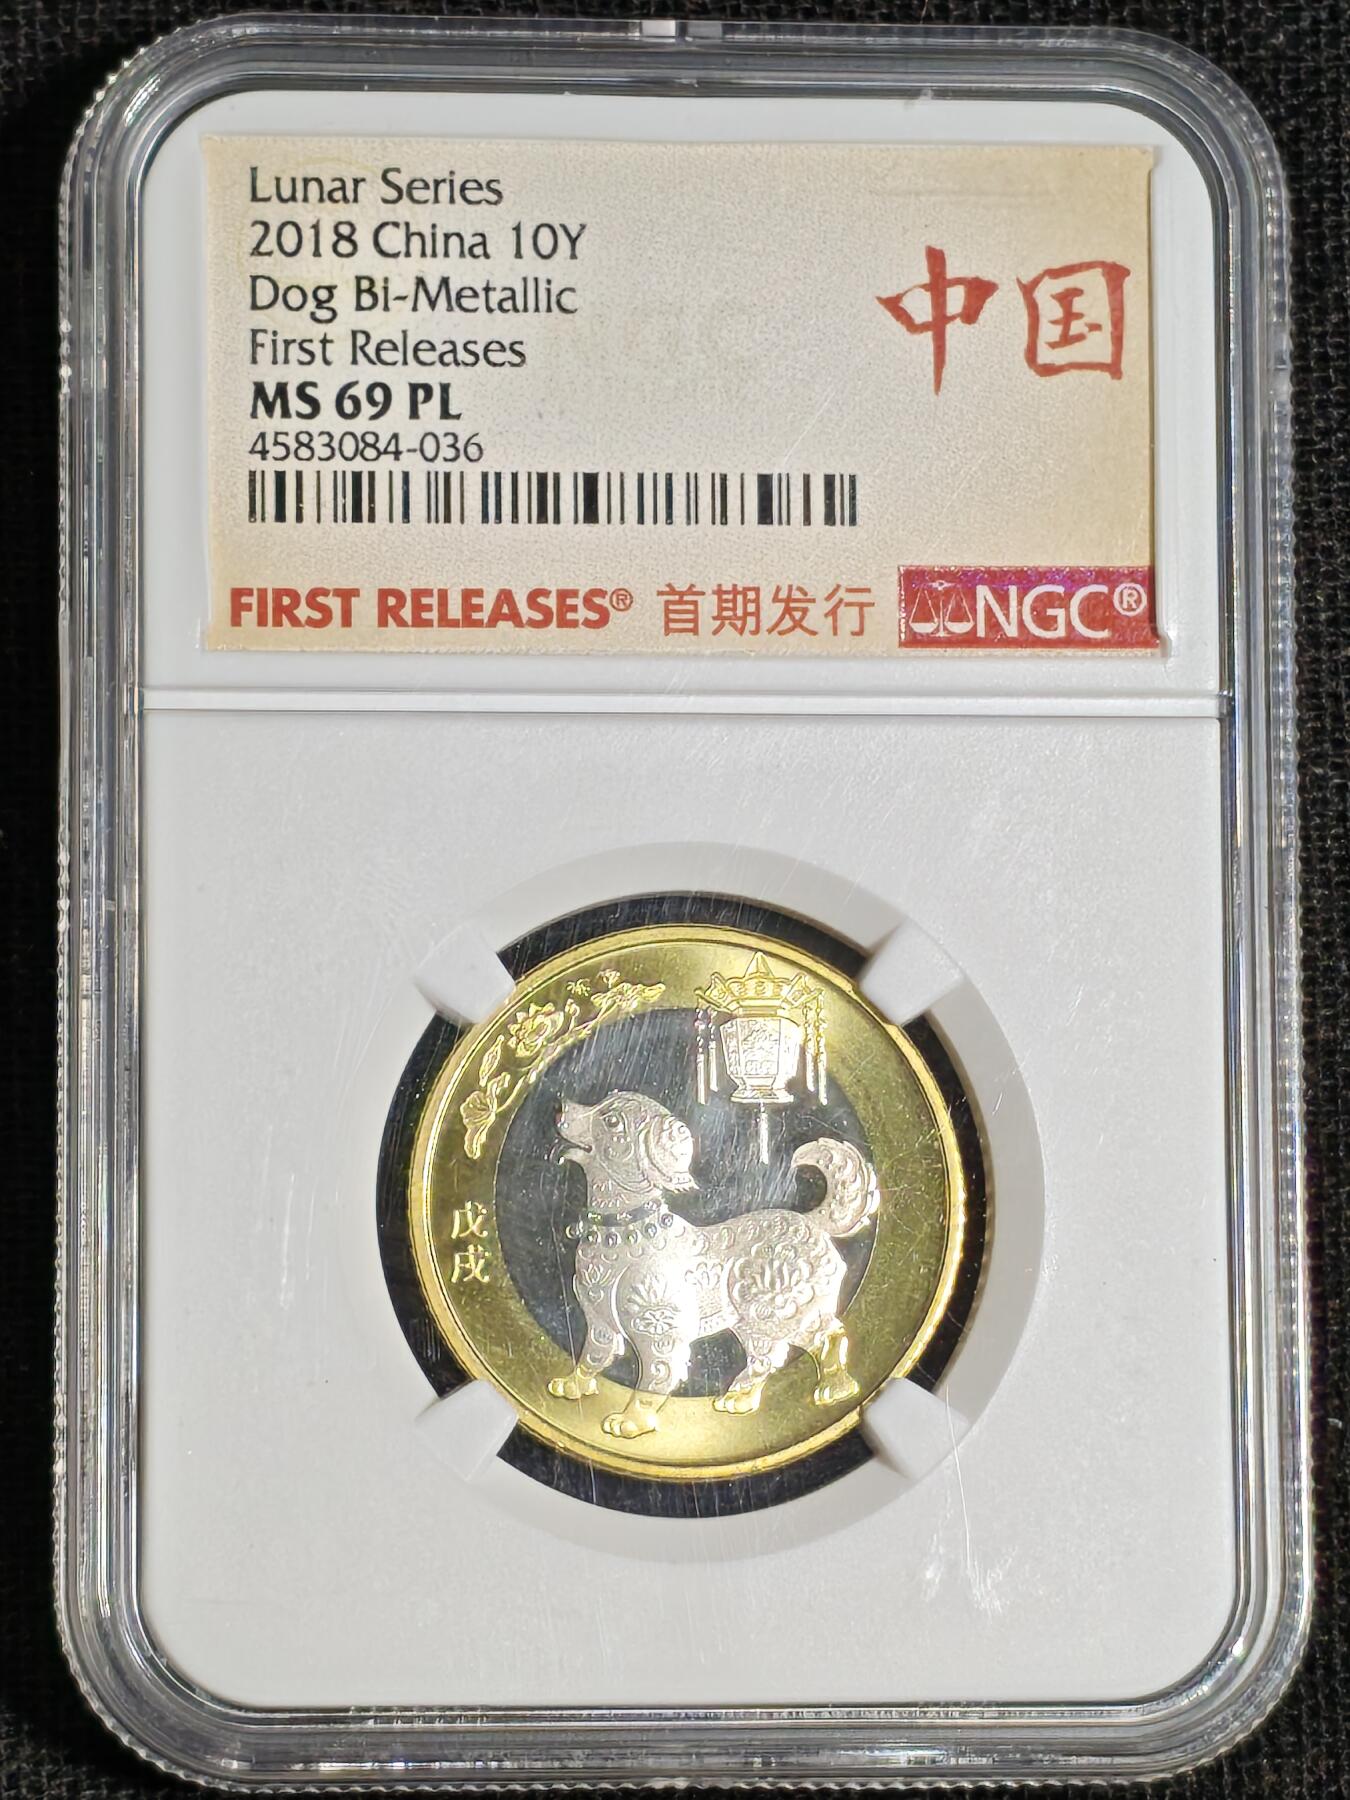 Lunar Series
2018 China 10Y
Dog Bi-Metallic
First Releases
MS 69 PL
4583084-036
中国
FIRST RELEASES® 首期发行 NGC®
戊戌